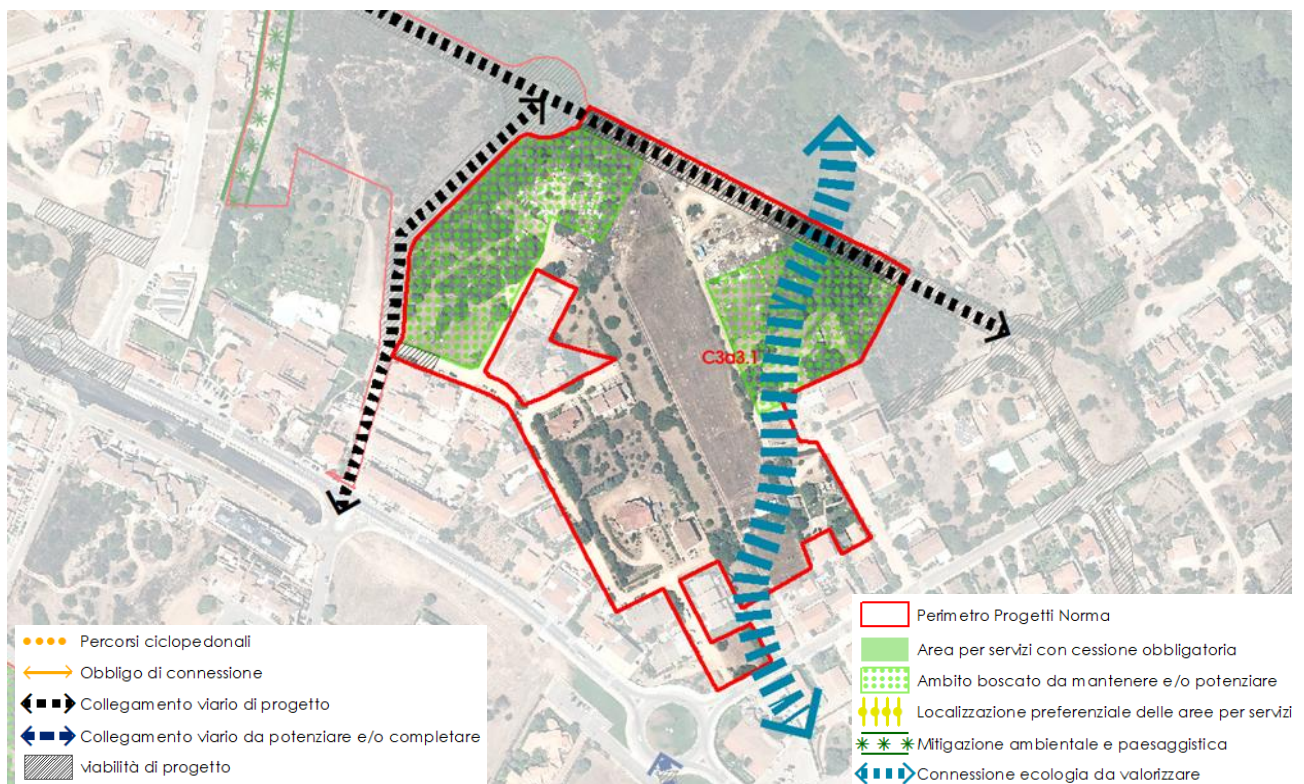 C3a3.1
Percorsi ciclopedonali
Obbligo di connessione
Collegamento viario di progetto
Collegamento viario da potenziare e/o completare
viabilità di progetto
Perimetro Progetti Norma
Area per servizi con cessione obbligatoria
Ambito boscato da mantenere e/o potenziare
Localizzazione preferenziale delle aree per servizi
Mitigazione ambientale e paesaggistica
Connessione ecologia da valorizzare